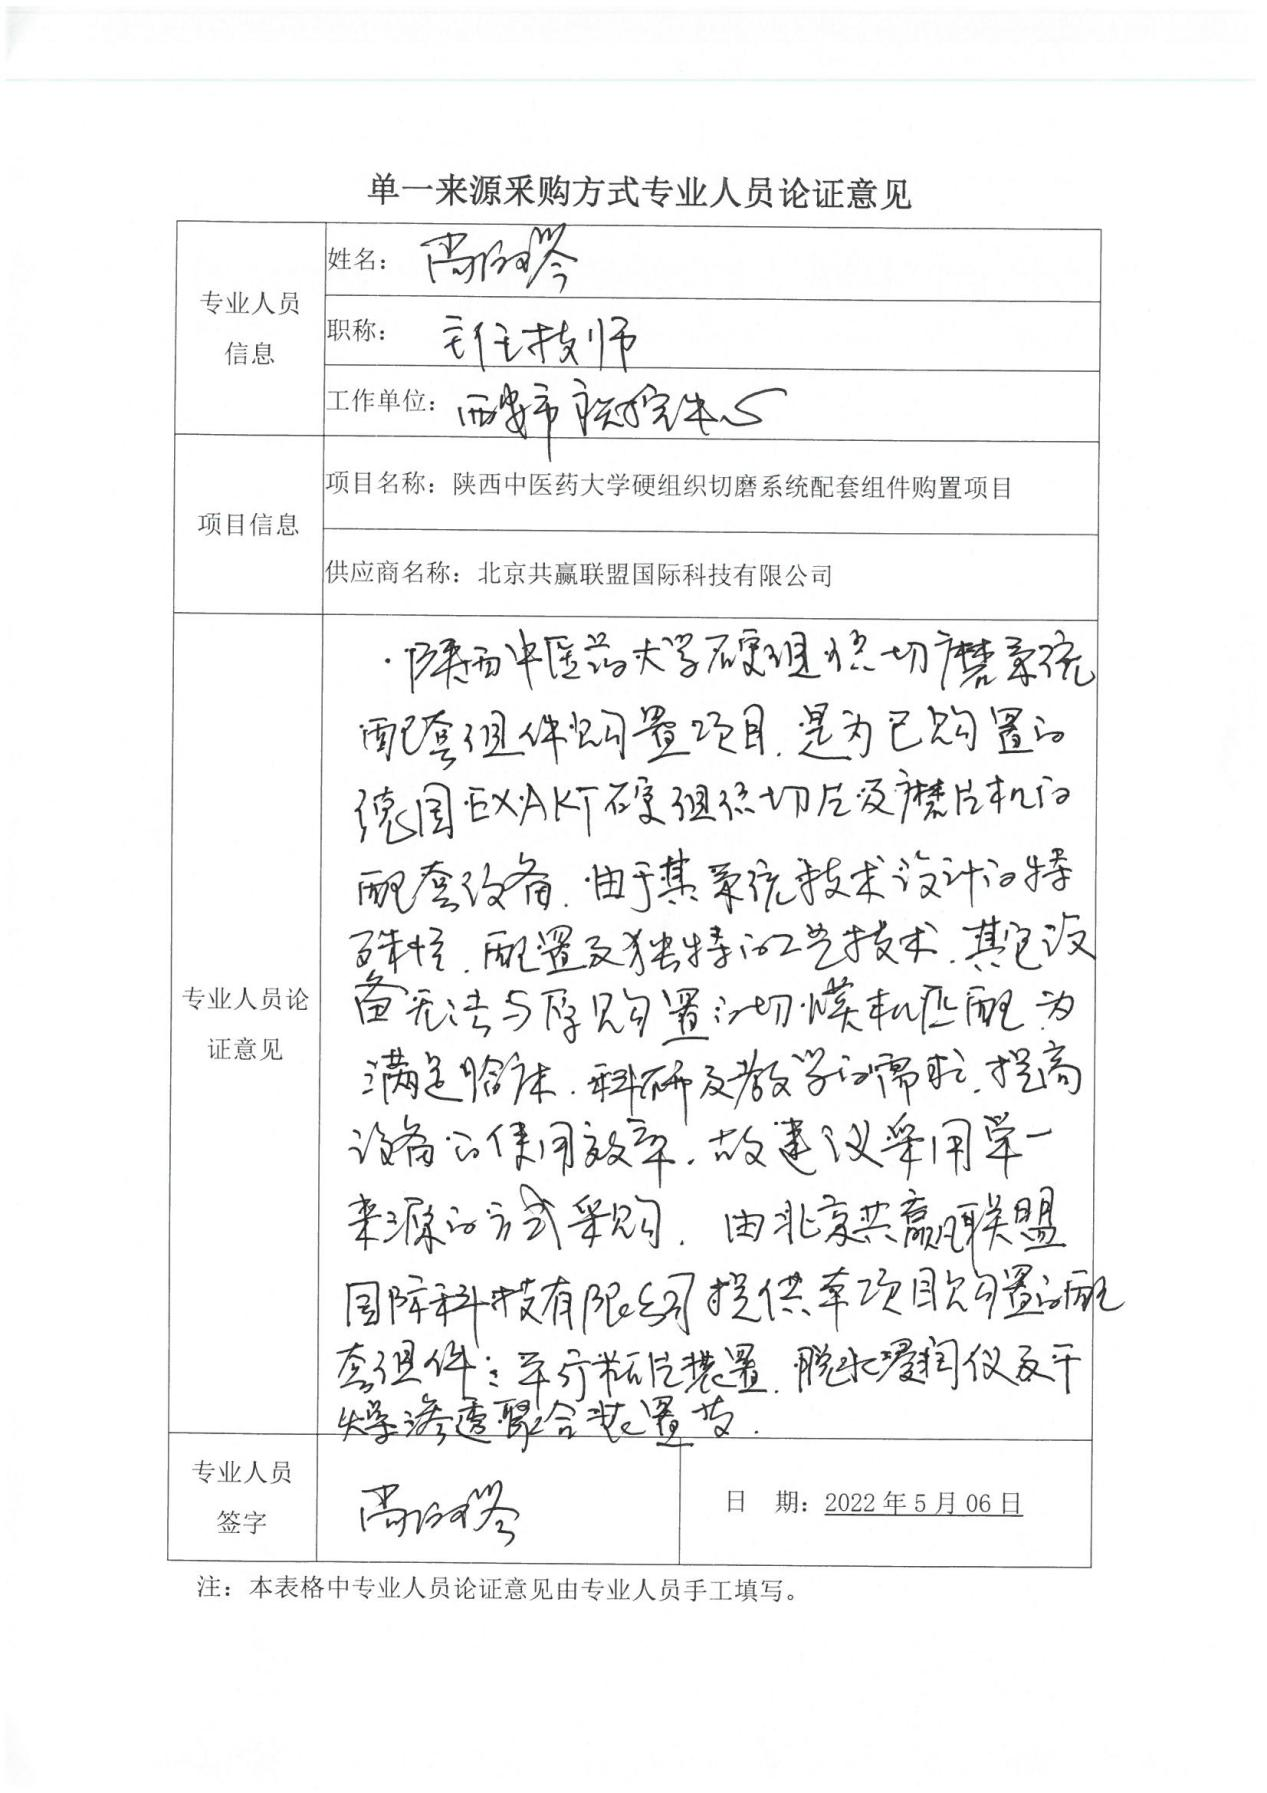 单一来源采购方式专业人员论证意见
专业人员
信息
姓名：尚
职称：主任技师
工作单位：西安市疾控中心
项目信息
项目名称：陕西中医药大学硬组织切磨系统配套组件购置项目
供应商名称：北京共赢联盟国际科技有限公司
专业人员论
证意见
陕西中医药大学硬组织切磨系统
配套组件购置项目，是为已购置的
德国EXAKT硬组织切片及磨片机的
配套设备。由于其系统技术设计的特
殊性，配置及独特的工艺技术，其它设
备无法与原购置的切磨机匹配，为
满足临床、科研及教学的需求，提高
设备的使用效率，故建议采用单一
来源的方式采购，由北京共赢联盟
国际科技有限公司提供本项目购置的配
套组件：平行粘片装置，脱水浸润仪及干
燥渗透聚合装置等。
专业人员
签字
尚
日 期：2022年5月06日
注：本表格中专业人员论证意见由专业人员手工填写。